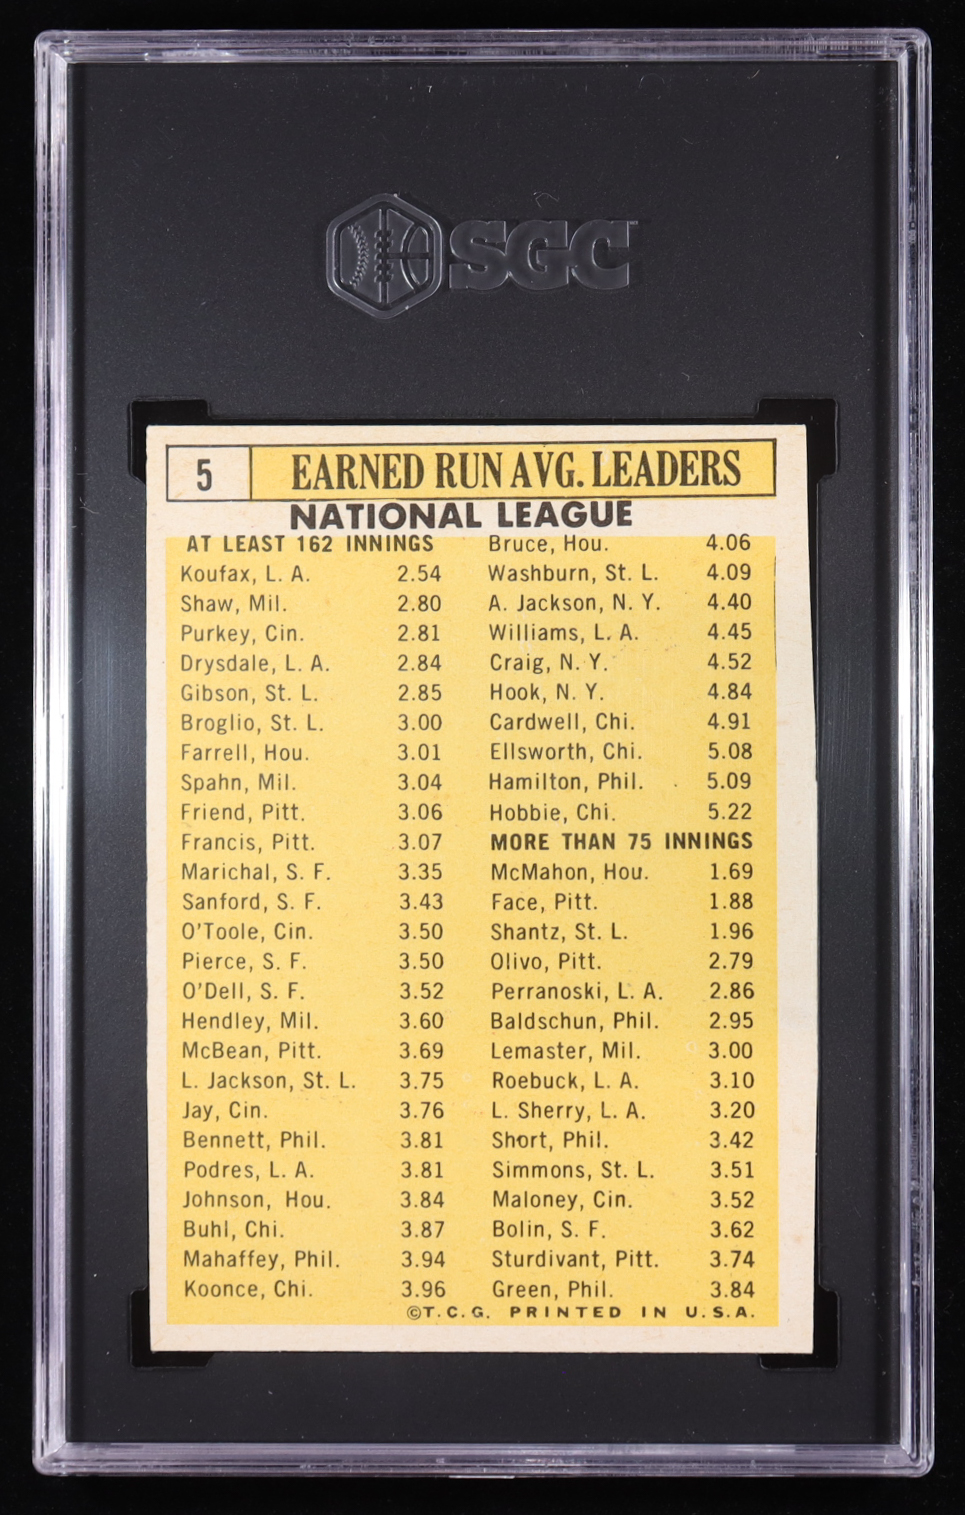 SGC
5
EARNED RUN AVG. LEADERS
NATIONAL LEAGUE
AT LEAST 162 INNINGS
Koufax, L. A. 2.54
Shaw, Mil. 2.80
Purkey, Cin. 2.81
Drysdale, L. A. 2.84
Gibson, St. L. 2.85
Broglio, St. L. 3.00
Farrell, Hou. 3.01
Spahn, Mil. 3.04
Friend, Pitt. 3.06
Francis, Pitt. 3.07
Marichal, S. F. 3.35
Sanford, S. F. 3.43
O'Toole, Cin. 3.50
Pierce, S. F. 3.50
O'Dell, S. F. 3.52
Hendley, Mil. 3.60
McBean, Pitt. 3.69
L. Jackson, St. L. 3.75
Jay, Cin. 3.76
Bennett, Phil. 3.81
Podres, L. A. 3.81
Johnson, Hou. 3.84
Buhl, Chi. 3.87
Mahaffey, Phil. 3.94
Koonce, Chi. 3.96
Bruce, Hou. 4.06
Washburn, St. L. 4.09
A. Jackson, N. Y. 4.40
Williams, L. A. 4.45
Craig, N. Y. 4.52
Hook, N. Y. 4.84
Cardwell, Chi. 4.91
Ellsworth, Chi. 5.08
Hamilton, Phil. 5.09
Hobbie, Chi. 5.22
MORE THAN 75 INNINGS
McMahon, Hou. 1.69
Face, Pitt. 1.88
Shantz, St. L. 1.96
Olivo, Pitt. 2.79
Perranoski, L. A. 2.86
Baldschun, Phil. 2.95
Lemaster, Mil. 3.00
Roebuck, L. A. 3.10
L. Sherry, L. A. 3.20
Short, Phil. 3.42
Simmons, St. L. 3.51
Maloney, Cin. 3.52
Bolin, S. F. 3.62
Sturdivant, Pitt. 3.74
Green, Phil. 3.84
©T.C.G. PRINTED IN U.S.A.